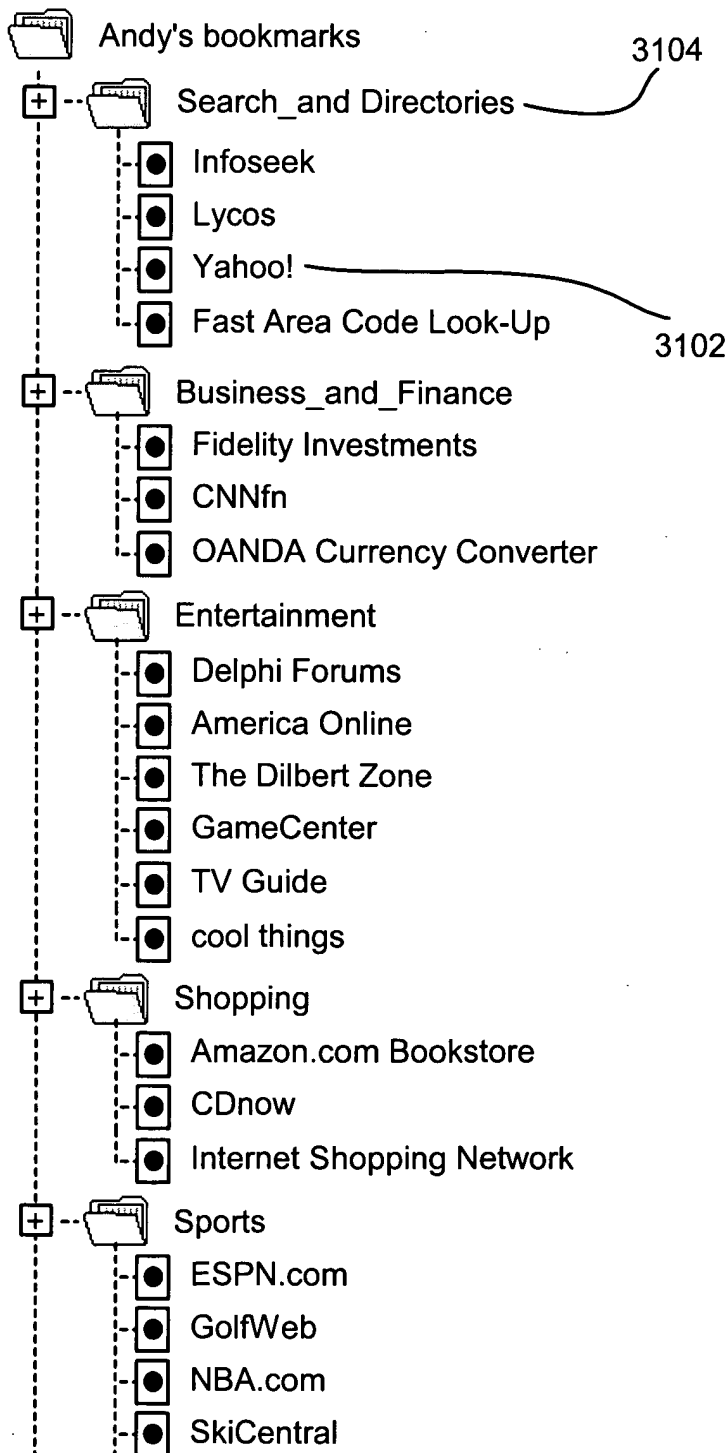 Andy's bookmarks
3104
Search_and Directories
Infoseek
Lycos
Yahoo!
Fast Area Code Look-Up
3102
Business_and_Finance
Fidelity Investments
CNNfn
OANDA Currency Converter
Entertainment
Delphi Forums
America Online
The Dilbert Zone
GameCenter
TV Guide
cool things
Shopping
Amazon.com Bookstore
CDnow
Internet Shopping Network
Sports
ESPN.com
GolfWeb
NBA.com
SkiCentral